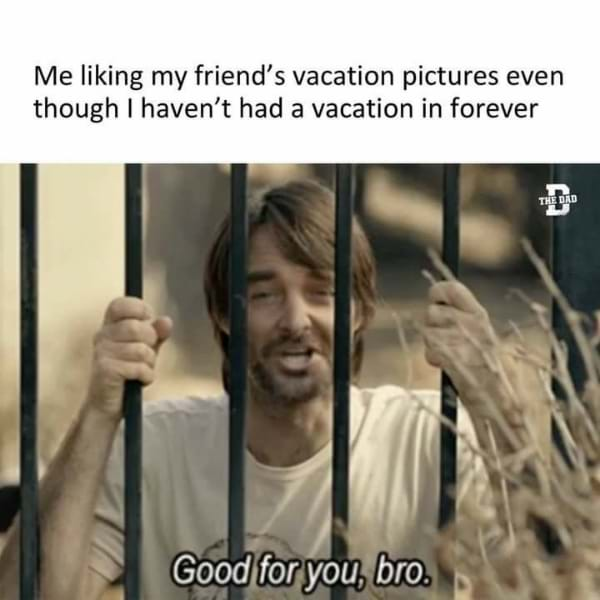 Me liking my friend’s vacation pictures even
though I haven’t had a vacation in forever
THE DAD
D
Good for you, bro.